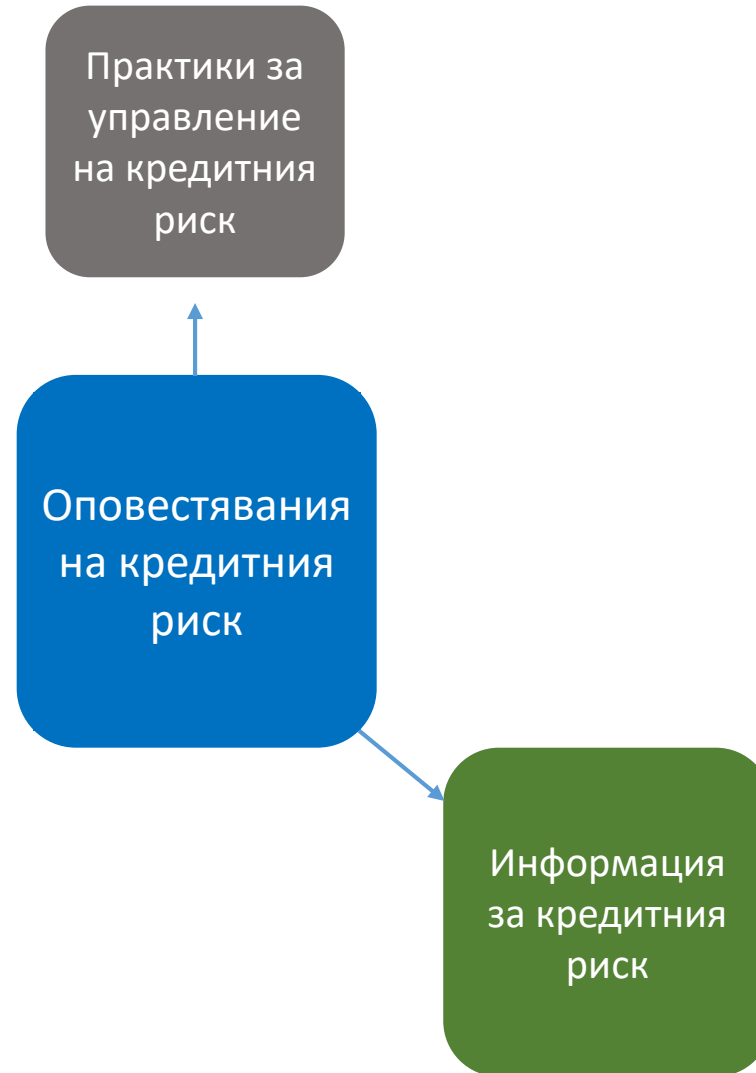 Практики за
управление
на кредитния
риск
Оповестявания
на кредитния
риск
Информация
за кредитния
риск